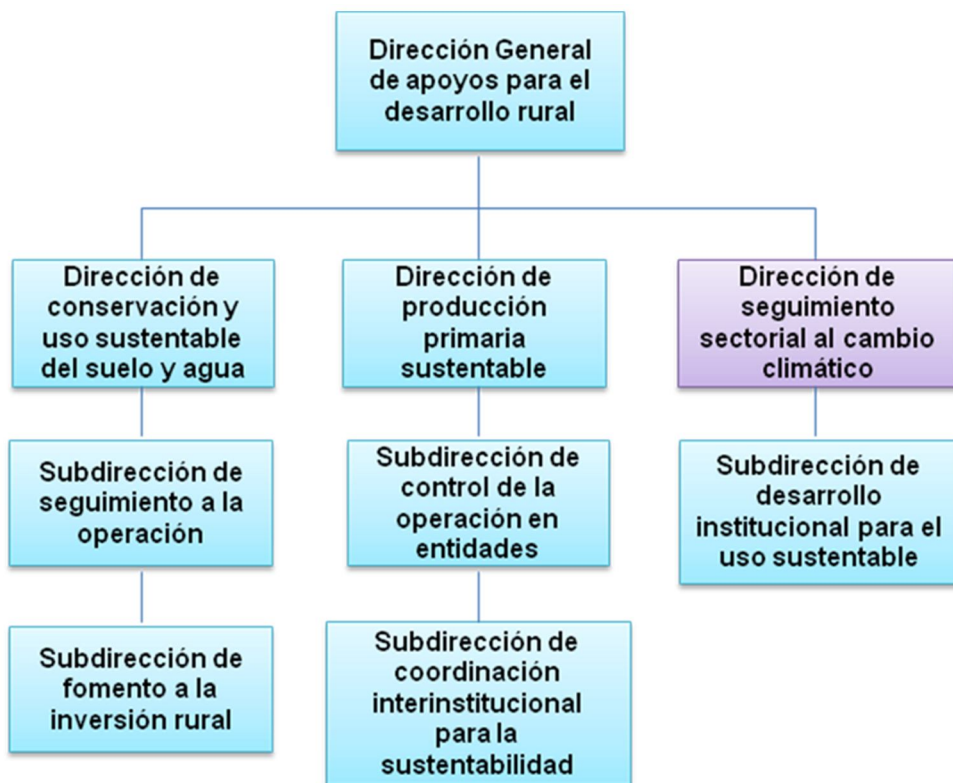 Dirección General
de apoyos para el
desarrollo rural
Dirección de
conservación y
uso sustentable
del suelo y agua
Dirección de
producción
primaria
sustentable
Dirección de
seguimiento
sectorial al cambio
climático
Subdirección de
seguimiento a la
operación
Subdirección de
control de la
operación en
entidades
Subdirección de
desarrollo
institucional para el
uso sustentable
Subdirección de
fomento a la
inversión rural
Subdirección de
coordinación
interinstitucional
para la
sustentabilidad